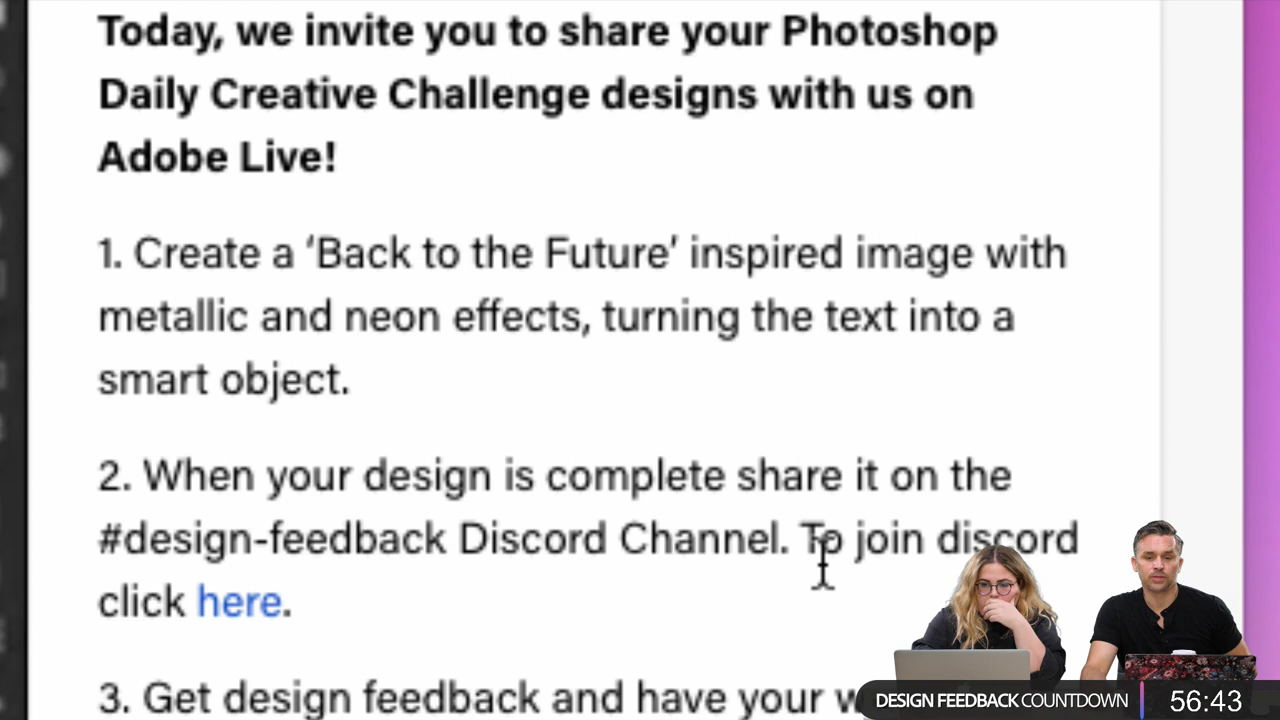 Today, we invite you to share your Photoshop
Daily Creative Challenge designs with us on
Adobe Live!
1. Create a ‘Back to the Future’ inspired image with
metallic and neon effects, turning the text into a
smart object.
2. When your design is complete share it on the
#design-feedback Discord Channel. To join discord
click here.
3. Get design feedback and have your
DESIGN FEEDBACK COUNTDOWN 56:43